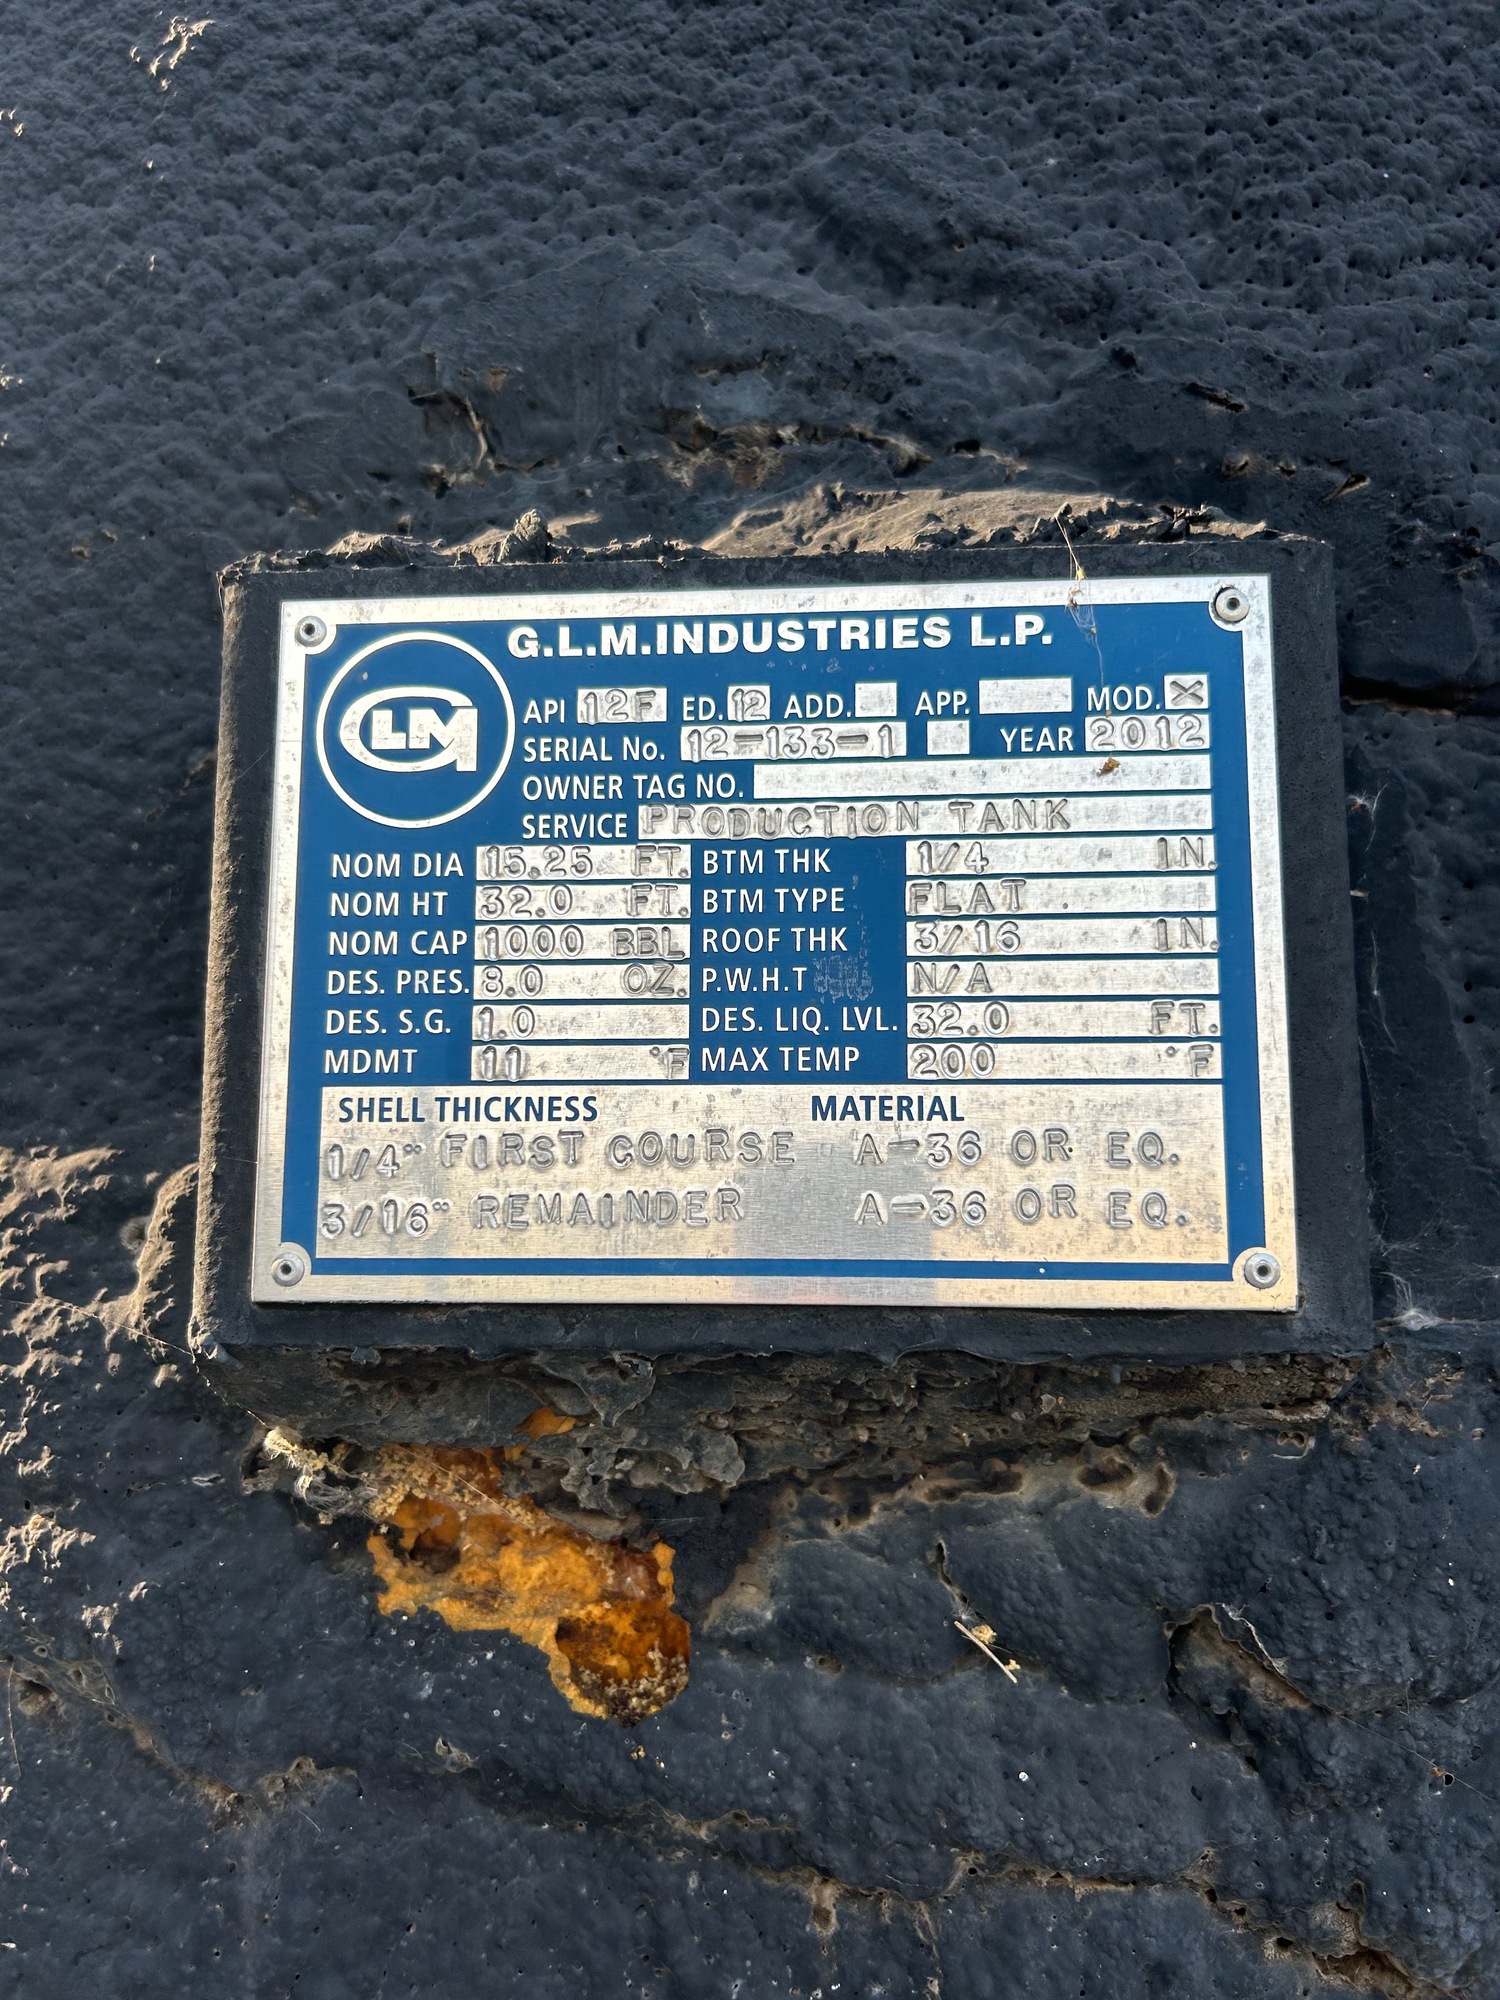 G.L.M.INDUSTRIES L.P.
GLM
API 12F ED. 12 ADD. APP. MOD. X
SERIAL No. 12-133-1 YEAR 2012
OWNER TAG NO.
SERVICE PRODUCTION TANK
NOM DIA 15.25 FT. BTM THK 1/4 IN.
NOM HT 32.0 FT. BTM TYPE FLAT
NOM CAP 1000 BBL ROOF THK 3/16 IN.
DES. PRES. 8.0 OZ. P.W.H.T N/A
DES. S.G. 1.0 DES. LIQ. LVL. 32.0 FT.
MDMT 11 °F MAX TEMP 200 °F
SHELL THICKNESS MATERIAL
1/4" FIRST COURSE A-36 OR EQ.
3/16" REMAINDER A-36 OR EQ.